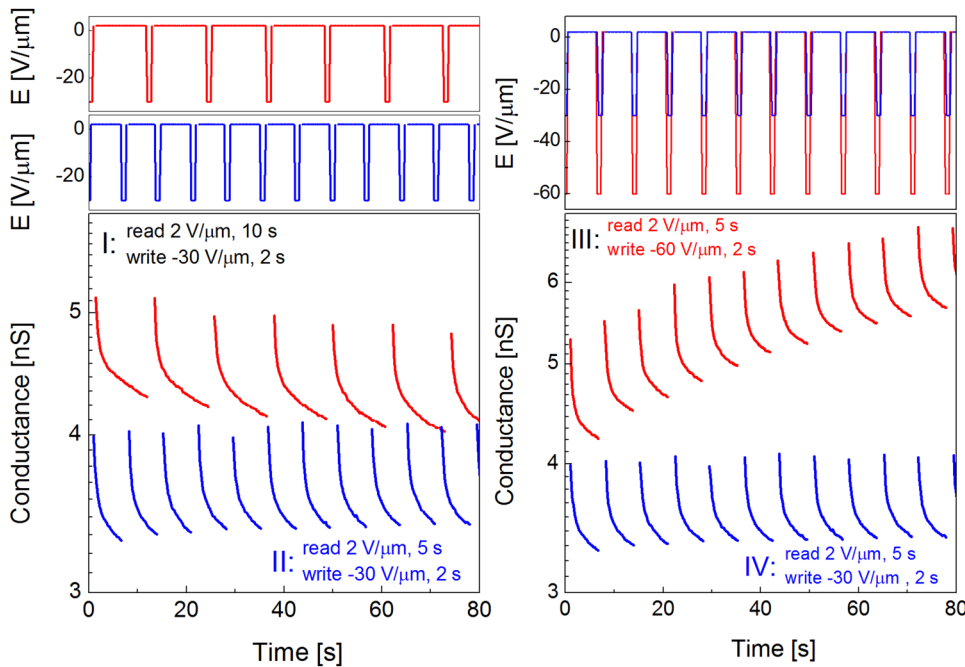 E [V/μm]
0
-20
E [V/μm]
0
-20
I:
read 2 V/μm, 10 s
write -30 V/μm, 2 s
Conductance [nS]
5
4
3
II:
read 2 V/μm, 5 s
write -30 V/μm, 2 s
0 20 40 60 80
Time [s]
E [V/μm]
0
-20
-40
-60
III:
read 2 V/μm, 5 s
write -60 V/μm, 2 s
Conductance [nS]
6
5
4
3
IV:
read 2 V/μm, 5 s
write -30 V/μm , 2 s
0 20 40 60 80
Time [s]